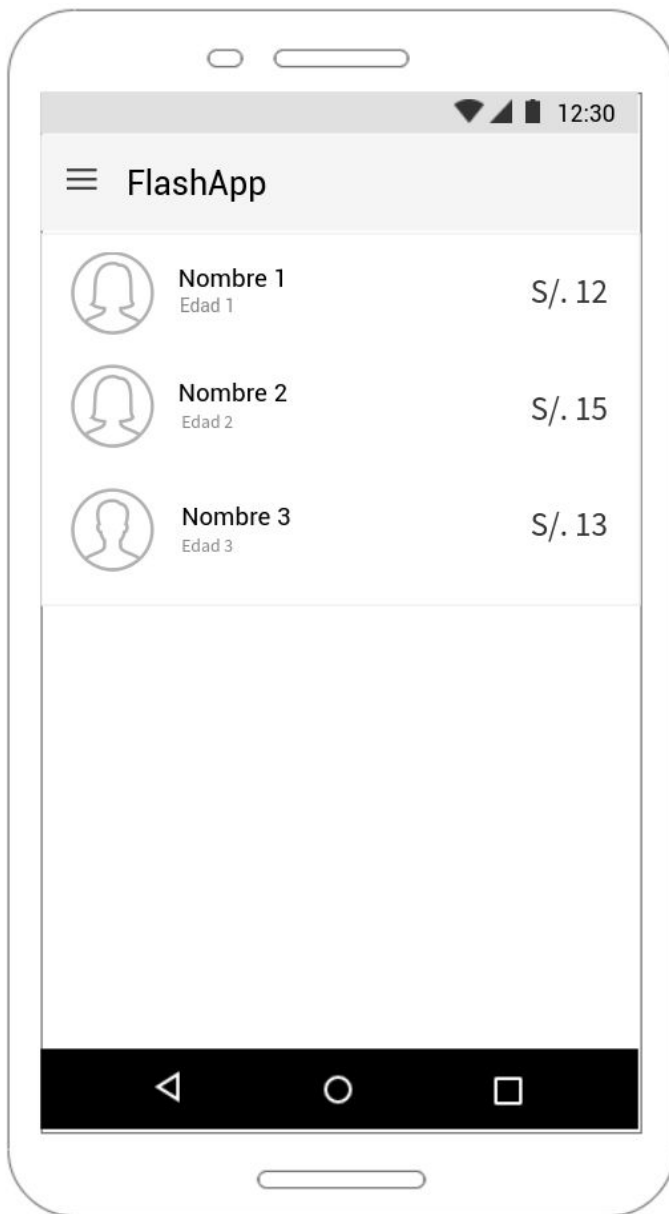 12:30
FlashApp
Nombre 1
Edad 1
S/. 12
Nombre 2
Edad 2
S/. 15
Nombre 3
Edad 3
S/. 13